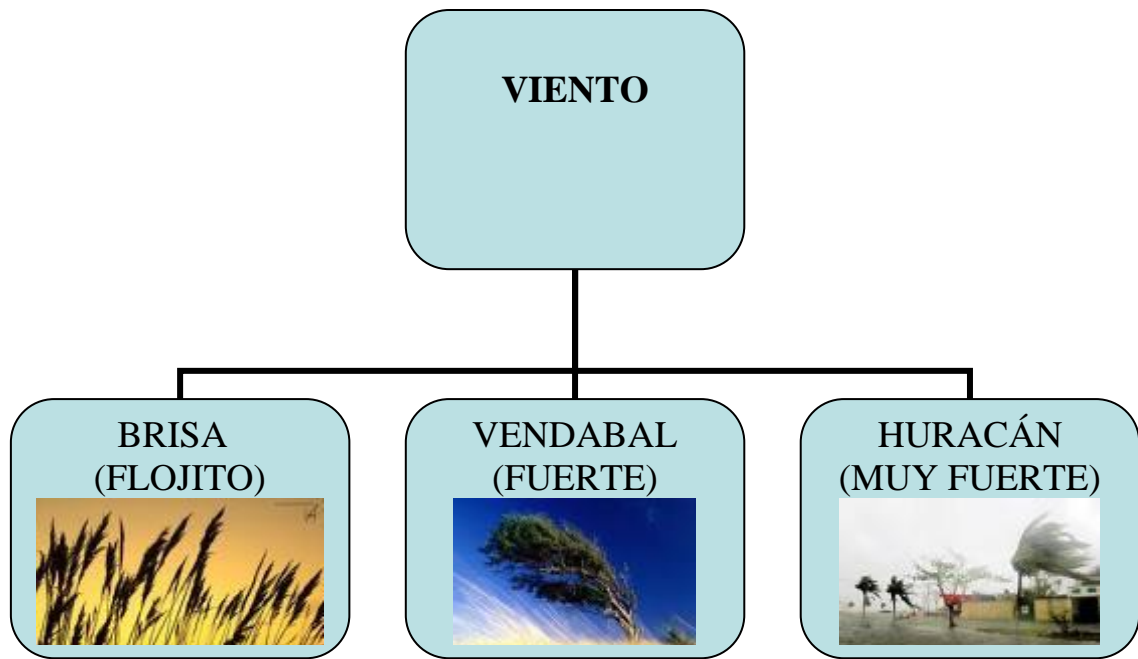 VIENTO
BRISA
(FLOJITO)
VENDABAL
(FUERTE)
HURACÁN
(MUY FUERTE)